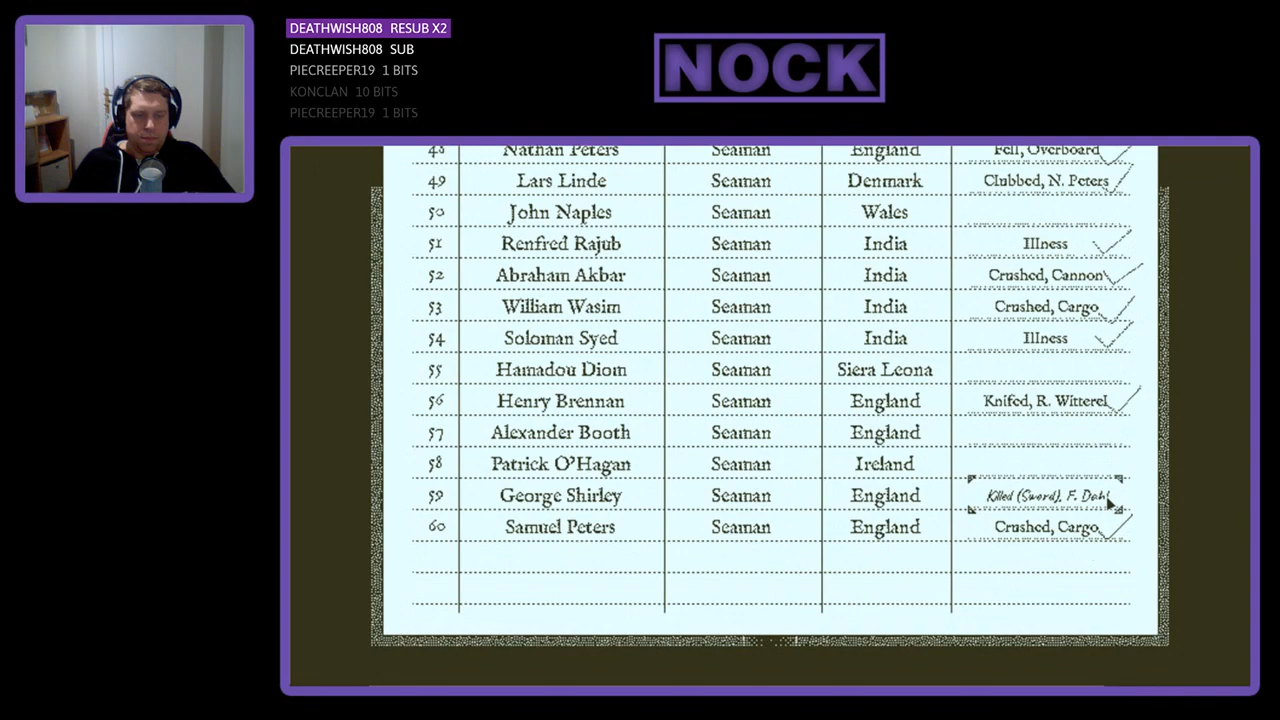 DEATHWISH808 RESUB X2
DEATHWISH808 SUB
PIECREEPER19 1 BITS
KONCLAN 10 BITS
PIECREEPER19 1 BITS
NOCK
48 Nathan Peters Seaman England Fell, Overboard
49 Lars Linde Seaman Denmark Clubbed, N. Peters
50 John Naples Seaman Wales
51 Renfred Rajub Seaman India Illness
52 Abraham Akbar Seaman India Crushed, Cannon
53 William Wasim Seaman India Crushed, Cargo
54 Soloman Syed Seaman India Illness
55 Hamadou Diom Seaman Siera Leona
56 Henry Brennan Seaman England Knifed, R. Witterel
57 Alexander Booth Seaman England
58 Patrick O'Hagan Seaman Ireland
59 George Shirley Seaman England Killed (Sword), F. Dahl
60 Samuel Peters Seaman England Crushed, Cargo